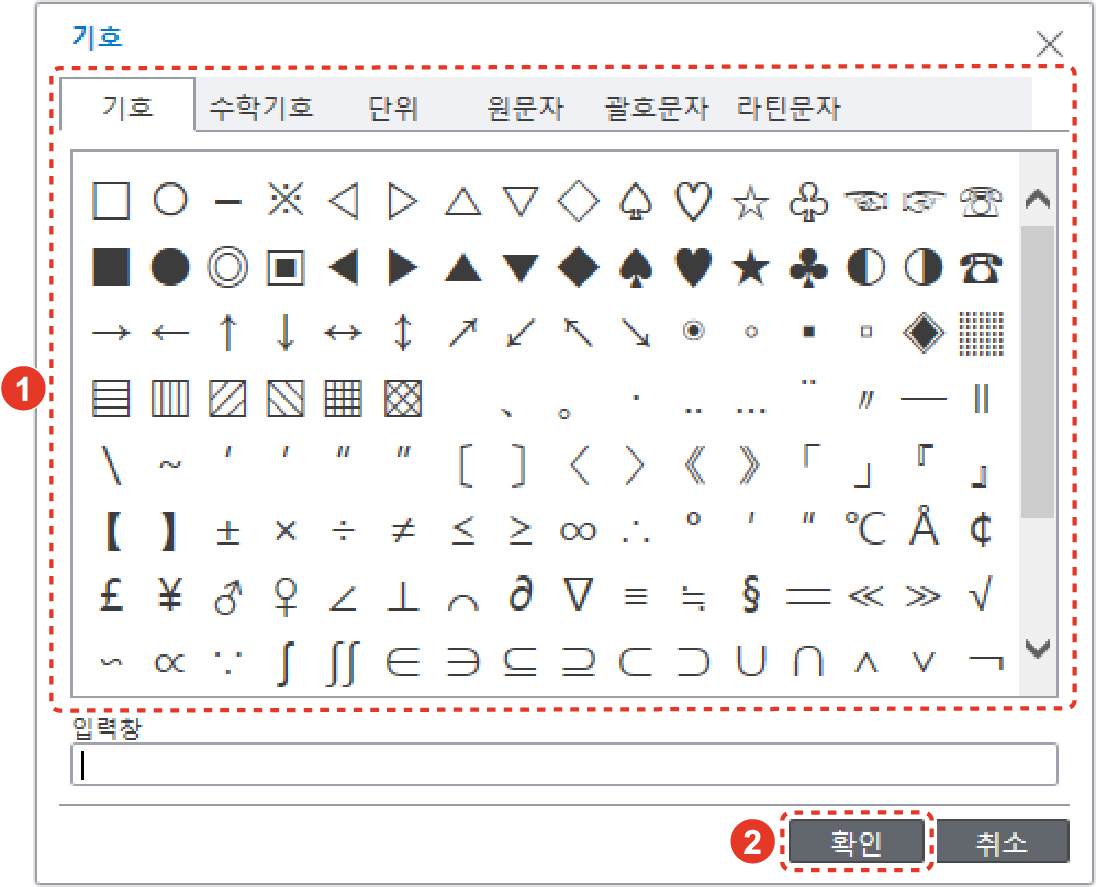 기호
기호 수학기호 단위 원문자 괄호문자 라틴문자
□ ○ − ※ ◁ ▷ △ ▽ ◇ ♤ ♡ ☆ ♧ ☜ ☞ ☏
■ ● ◎ ▣ ◀ ▶ ▲ ▼ ◆ ♠ ♥ ★ ♣ ◐ ◑ ☎
→ ← ↑ ↓ ↔ ↕ ↗ ↙ ↖ ↘ ◉ ◦ ▪ ▫ ◈ ▒
1
▤ ▥ ▨ ▧ ▦ ▩ 、 。 · ‥ … ¨ 〃 ― ∥
\ ~ ′ ′ ″ ″ 〔 〕 〈 〉 《 》 「 」 『 』
【 】 ± × ÷ ≠ ≤ ≥ ∞ ∴ ° ′ ″ ℃ Å ¢
£ ¥ ♂ ♀ ∠ ⊥ ⌒ ∂ ∇ ≡ ≒ § = ≪ ≫ √
∽ ∝ ∵ ∫ ∬ ∈ ∋ ⊆ ⊇ ⊂ ⊃ ∪ ∩ ∧ ∨ ¬
입력창
2 확인 취소